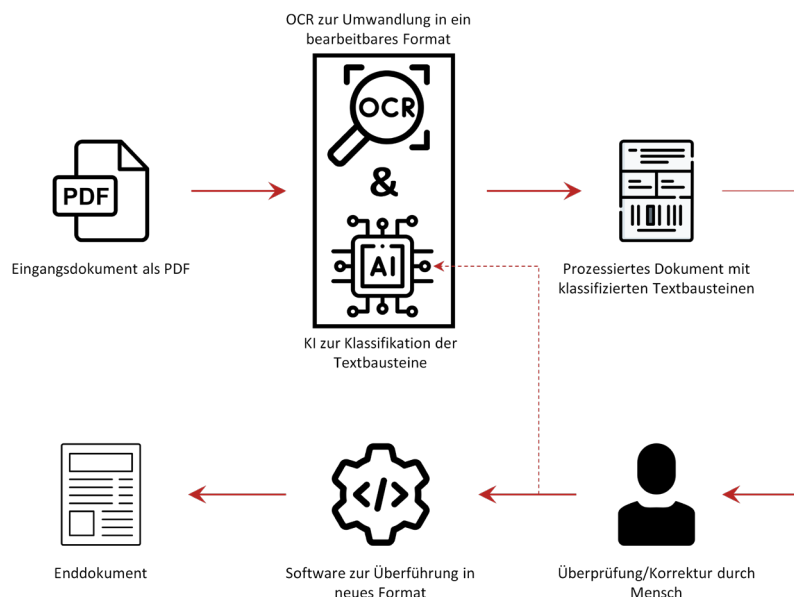 OCR zur Umwandlung in ein
bearbeitbares Format
OCR
&
PDF
AI
Eingangsdokument als PDF
Prozessiertes Dokument mit
klassifizierten Textbausteinen
KI zur Klassifikation der
Textbausteine
</>
Enddokument
Software zur Überführung in
neues Format
Überprüfung/Korrektur durch
Mensch